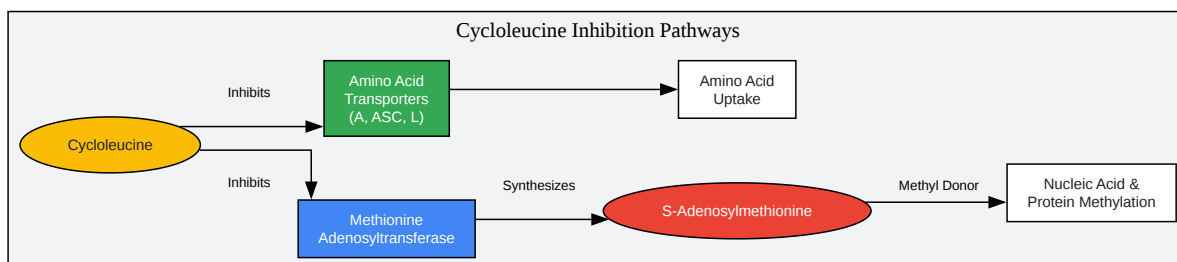 Cycloleucine Inhibition Pathways
Inhibits
Amino Acid
Transporters
(A, ASC, L)
Amino Acid
Uptake
Cycloleucine
Inhibits
Methionine
Adenosyltransferase
Synthesizes
S-Adenosylmethionine
Methyl Donor
Nucleic Acid &
Protein Methylation